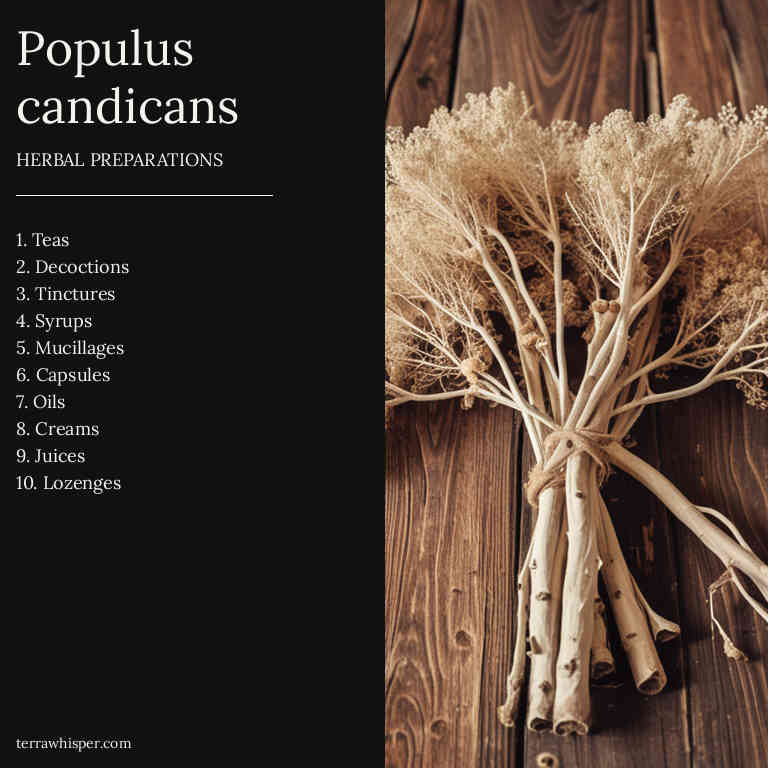 Populus
candicans
HERBAL PREPARATIONS
1. Teas
2. Decoctions
3. Tinctures
4. Syrups
5. Mucillages
6. Capsules
7. Oils
8. Creams
9. Juices
10. Lozenges
terrawhisper.com